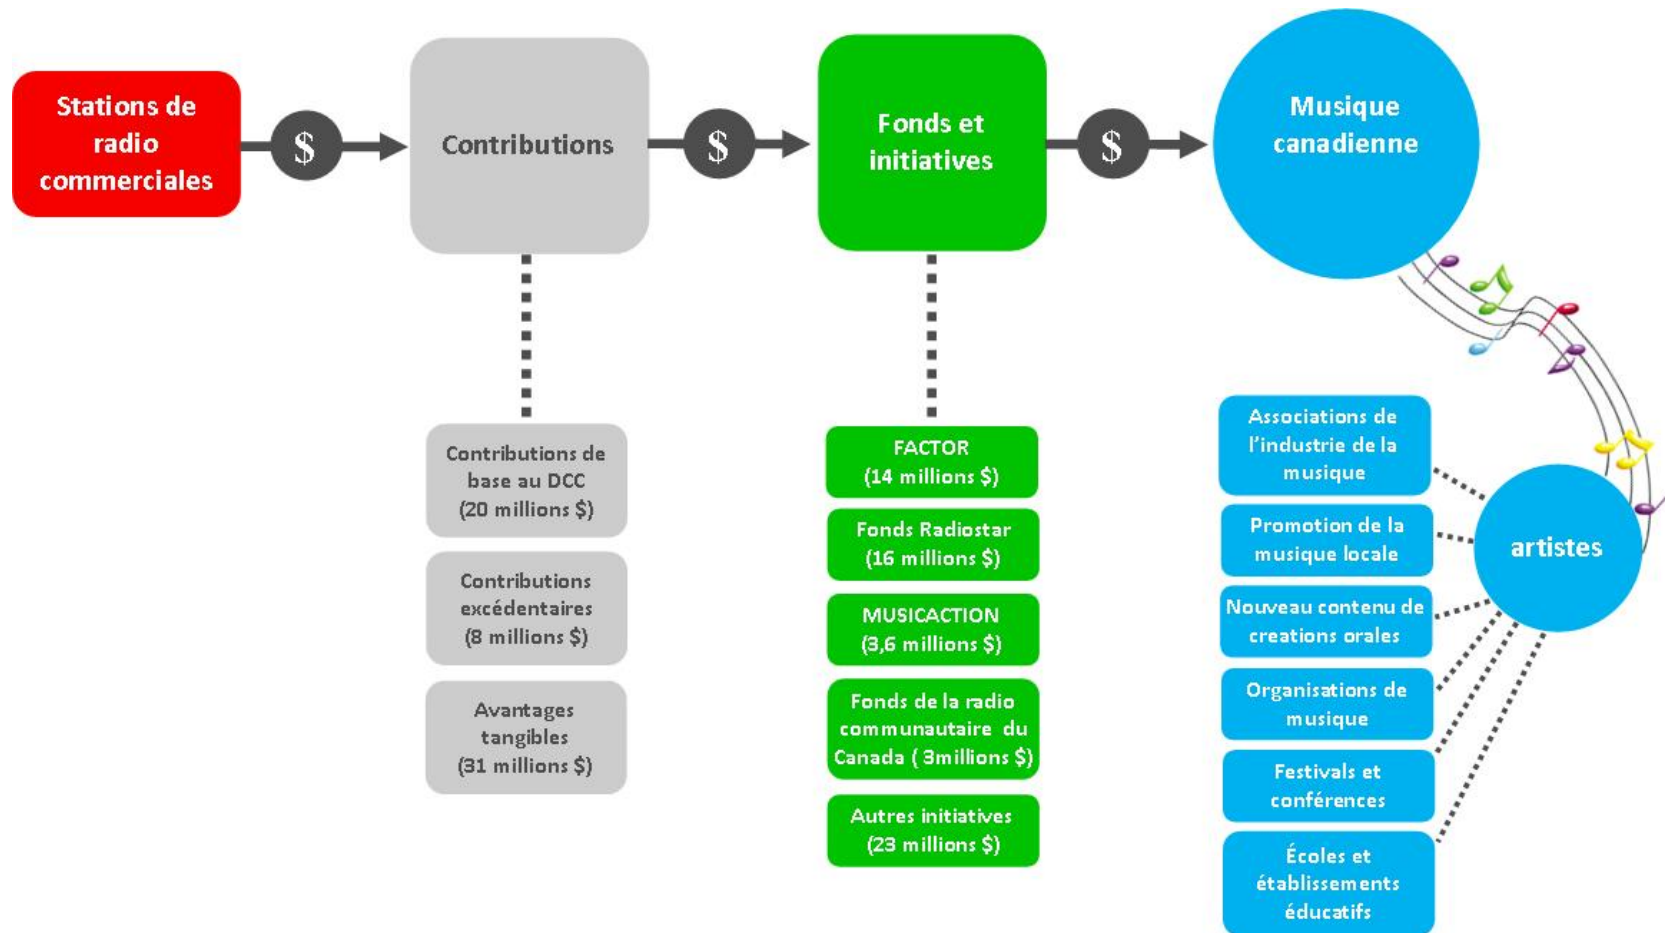 Stations de
radio
commerciales
$
Contributions
$
Fonds et
initiatives
$
Musique
canadienne
Contributions de
base au DCC
(20 millions $)
Contributions
excédentaires
(8 millions $)
Avantages
tangibles
(31 millions $)
FACTOR
(14 millions $)
Fonds Radiostar
(16 millions $)
MUSICACTION
(3,6 millions $)
Fonds de la radio
communautaire du
Canada ( 3millions $)
Autres initiatives
(23 millions $)
Associations de
l'industrie de la
musique
Promotion de la
musique locale
Nouveau contenu de
creations orales
Organisations de
musique
Festivals et
conférences
Écoles et
établissements
éducatifs
artistes